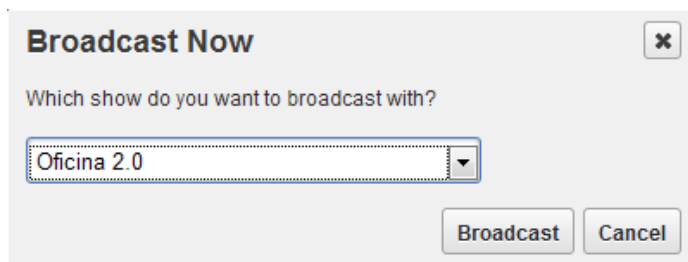 Broadcast Now
Which show do you want to broadcast with?
Oficina 2.0
Broadcast Cancel